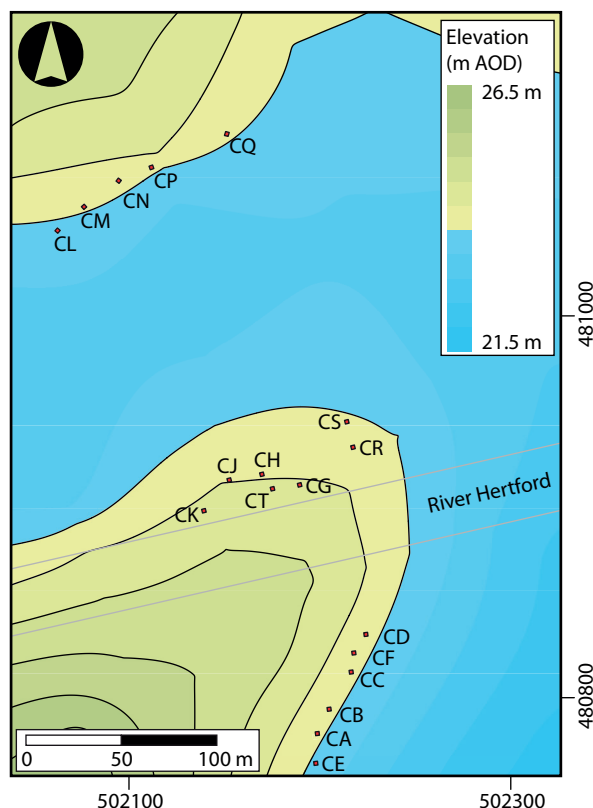 Elevation
(m AOD)
26.5 m
21.5 m
CQ
CP
CN
CM
CL
481000
CS
CR
CH
CJ
CG
CT
CK
River Hertford
CD
CF
CC
CB
CA
CE
480800
0 50 100 m
502100 502300